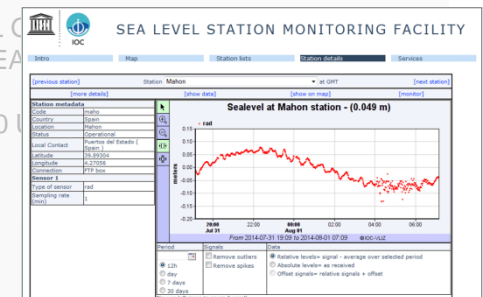 IOC
SEA LEVEL STATION MONITORING FACILITY
Intro Map Station lists Station details Services
[previous station] Station Mahon at GMT [next station]
[more details] [show data] [show on map] [monitor]
Station metadata
Code maho
Country Spain
Location Mahon
Status Operational
Local Contact Puertos del Estado ( Spain )
Latitude 39.89304
Longitude 4.27056
Connection FTP box
Sensor 1
Type of sensor rad
Sampling rate (min) 1
Sealevel at Mahon station - (0.049 m)
- rad
meters
0.15
0.10
0.05
0.00
-0.05
-0.10
-0.15
-0.20
20:00 22:00 00:00 02:00 04:00 06:00
Jul 31 Aug 01
From 2014-07-31 19:09 to 2014-08-01 07:09 ©IOC-VLIZ
Period Signals Data
12h
day
7 days
30 days
Remove outliers
Remove spikes
Relative levels= signal - average over selected period
Absolute levels= as received
Offset signals= relative signals + offset